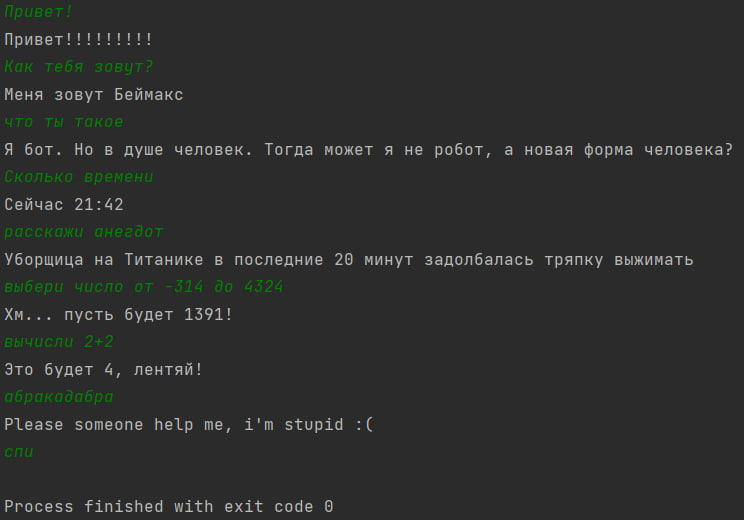 Привет!
Привет!!!!!!!!!
Как тебя зовут?
Меня зовут Беймакс
что ты такое
Я бот. Но в душе человек. Тогда может я не робот, а новая форма человека?
Сколько времени
Сейчас 21:42
расскажи анегдот
Уборщица на Титанике в последние 20 минут задолбалась тряпку выжимать
выбери число от -314 до 4324
Хм... пусть будет 1391!
вычисли 2+2
Это будет 4, лентяй!
абракадабра
Please someone help me, i'm stupid :(
спи
Process finished with exit code 0